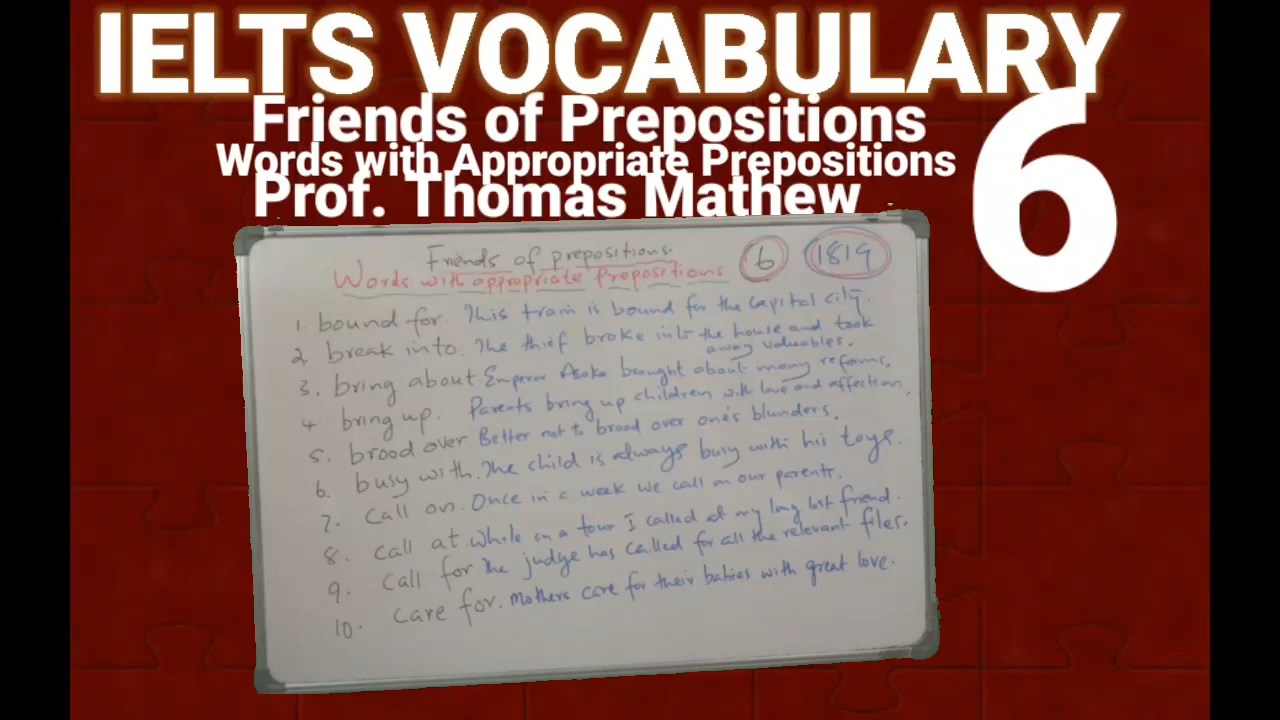 IELTS VOCABULARY
6
Friends of Prepositions
Words with Appropriate Prepositions
Prof. Thomas Mathew
Friends of prepositions. 6 1819
Words with appropriate Prepositions
1. bound for. This train is bound for the capital city.
2. break into. The thief broke into the house and took
away valuables.
3. bring about Emperor Asoka brought about many reforms.
4. bring up. Parents bring up children with love and affection.
5. brood over. Better not to brood over one's blunders.
6. busy with. The child is always busy with his toys.
7. Call on. Once in a week we call on our parents.
8. Call at While on a tour I called at my long lost friend.
9. Call for The judge has called for all the relevant files.
10. Care for. Mothers care for their babies with great love.